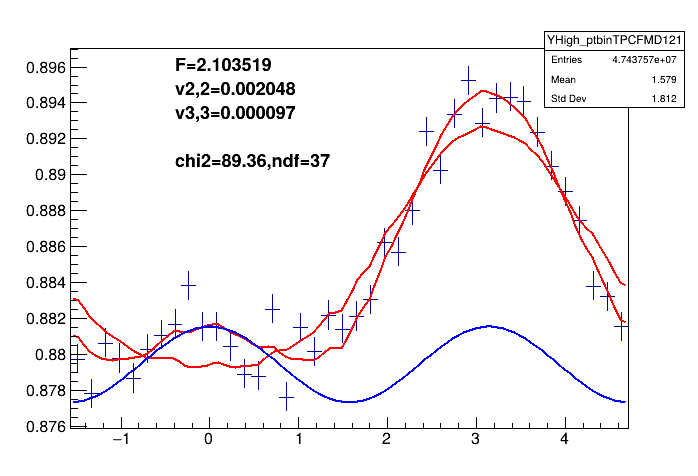 YHigh_ptbinTPCFMD121
Entries 4.743757e+07
Mean 1.579
Std Dev 1.812
F=2.103519
v2,2=0.002048
v3,3=0.000097
chi2=89.36,ndf=37
0.896
0.894
0.892
0.89
0.888
0.886
0.884
0.882
0.88
0.878
0.876
−1 0 1 2 3 4